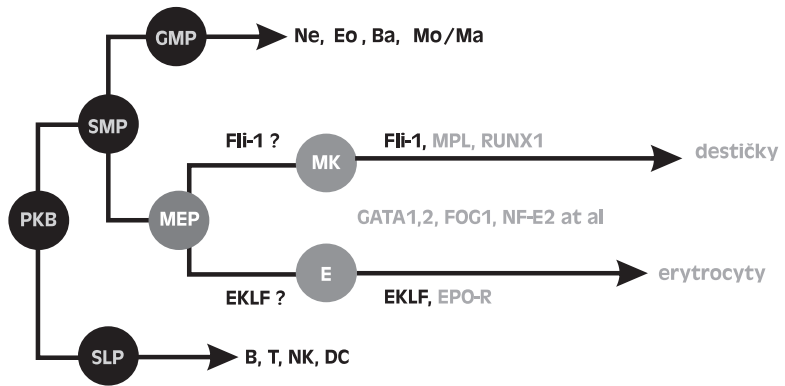 GMP
Ne, Eo , Ba, Mo/Ma
SMP
Fli-1 ?
MK
Fli-1, MPL, RUNX1
destičky
PKB
MEP
GATA1,2, FOG1, NF-E2 at al
E
erytrocyty
EKLF ?
EKLF, EPO-R
SLP
B, T, NK, DC